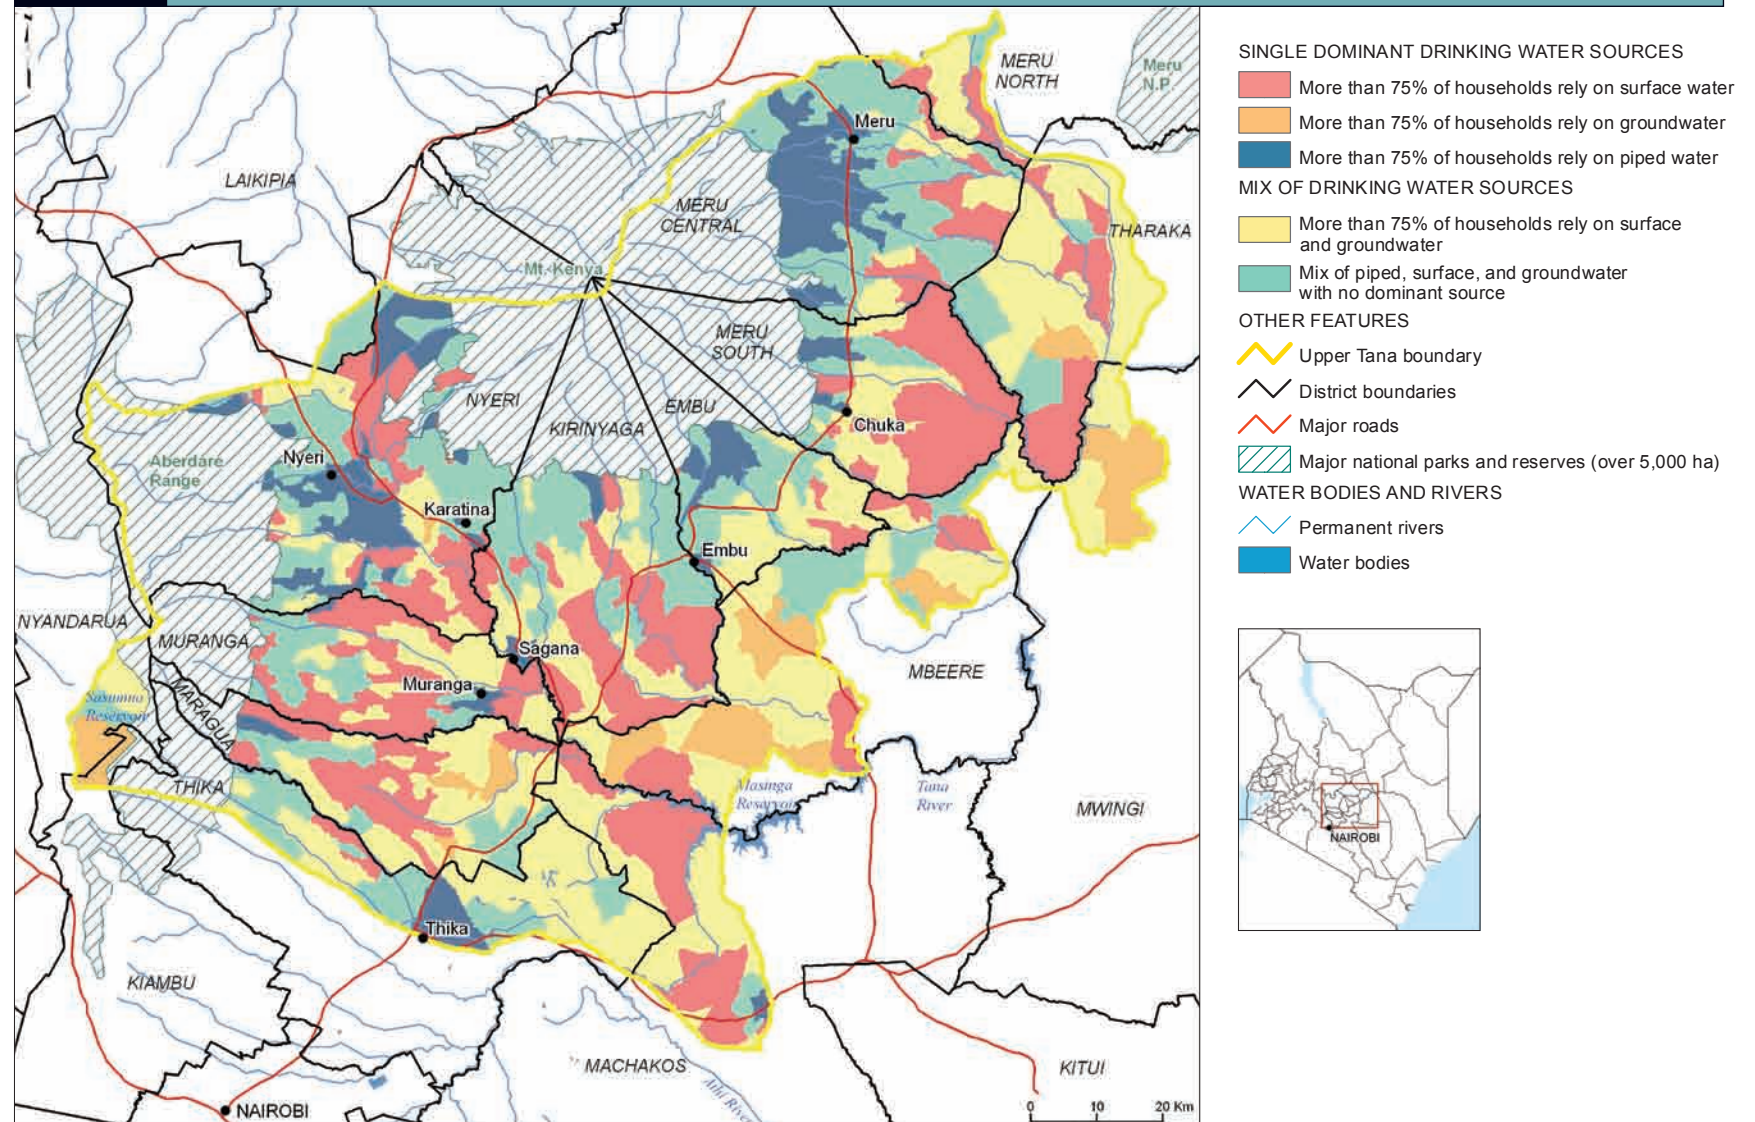 MERU
NORTH
Meru
N.P.
Meru
LAIKIPIA
MERU
CENTRAL
THARAKA
Mt. Kenya
MERU
SOUTH
NYERI
EMBU
KIRINYAGA
Chuka
Aberdare
Range
Nyeri
Karatina
Embu
NYANDARUA
MURANGA
Sagana
MBEERE
Muranga
MARAGUA
Sasumua
Reservoir
THIKA
Masinga
Reservoir
Tana
River
MWINGI
Thika
KIAMBU
MACHAKOS
KITUI
Athi River
NAIROBI
0 10 20 Km
SINGLE DOMINANT DRINKING WATER SOURCES
More than 75% of households rely on surface water
More than 75% of households rely on groundwater
More than 75% of households rely on piped water
MIX OF DRINKING WATER SOURCES
More than 75% of households rely on surface
and groundwater
Mix of piped, surface, and groundwater
with no dominant source
OTHER FEATURES
Upper Tana boundary
District boundaries
Major roads
Major national parks and reserves (over 5,000 ha)
WATER BODIES AND RIVERS
Permanent rivers
Water bodies
NAIROBI